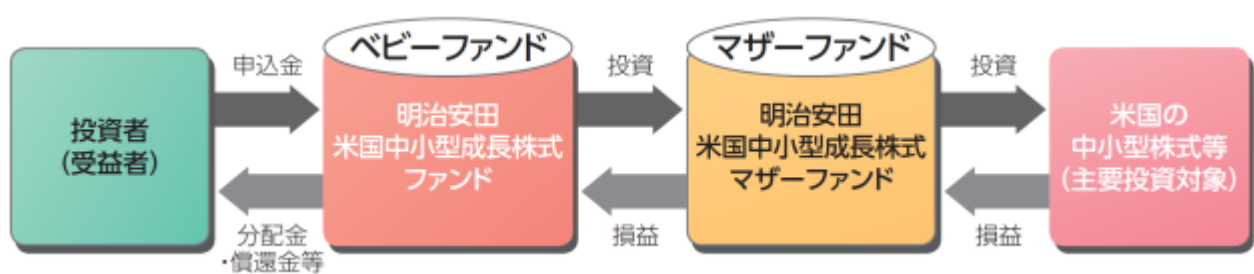 投資者
(受益者)
申込金
分配金
・償還金等
ベビーファンド
明治安田
米国中小型成長株式
ファンド
投資
損益
マザーファンド
明治安田
米国中小型成長株式
マザーファンド
投資
損益
米国の
中小型株式等
(主要投資対象)